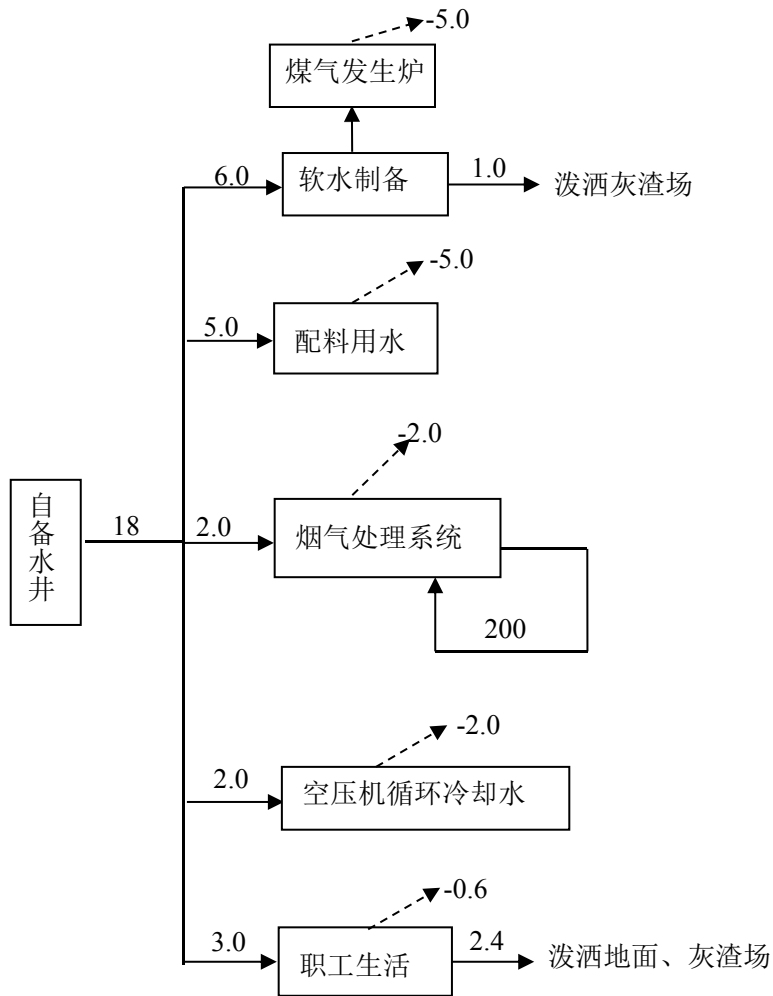 -5.0
煤气发生炉
6.0
软水制备
1.0
泼洒灰渣场
-5.0
5.0
配料用水
-2.0
自备水井
18
2.0
烟气处理系统
200
-2.0
2.0
空压机循环冷却水
-0.6
3.0
职工生活
2.4
泼洒地面、灰渣场